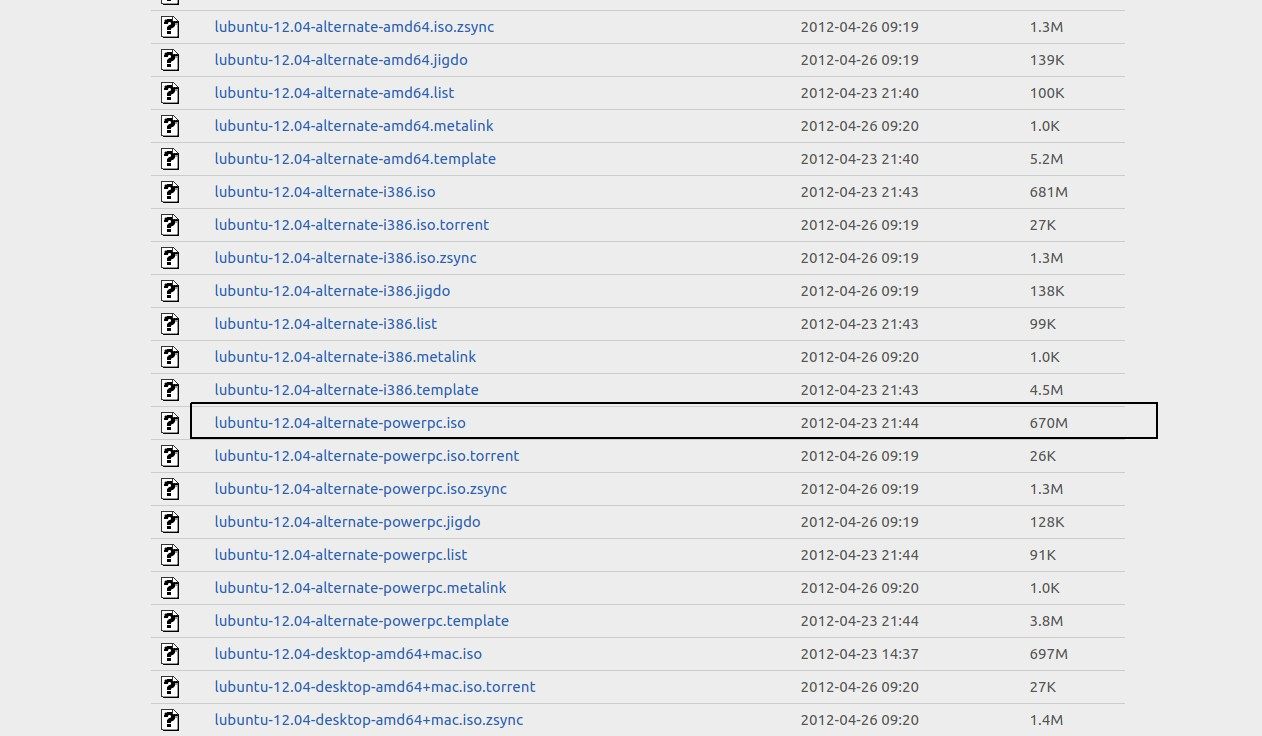 lubuntu-12.04-alternate-amd64.iso.zsync 2012-04-26 09:19 1.3M
lubuntu-12.04-alternate-amd64.jigdo 2012-04-26 09:19 139K
lubuntu-12.04-alternate-amd64.list 2012-04-23 21:40 100K
lubuntu-12.04-alternate-amd64.metalink 2012-04-26 09:20 1.0K
lubuntu-12.04-alternate-amd64.template 2012-04-23 21:40 5.2M
lubuntu-12.04-alternate-i386.iso 2012-04-23 21:43 681M
lubuntu-12.04-alternate-i386.iso.torrent 2012-04-26 09:19 27K
lubuntu-12.04-alternate-i386.iso.zsync 2012-04-26 09:19 1.3M
lubuntu-12.04-alternate-i386.jigdo 2012-04-26 09:19 138K
lubuntu-12.04-alternate-i386.list 2012-04-23 21:43 99K
lubuntu-12.04-alternate-i386.metalink 2012-04-26 09:20 1.0K
lubuntu-12.04-alternate-i386.template 2012-04-23 21:43 4.5M
lubuntu-12.04-alternate-powerpc.iso 2012-04-23 21:44 670M
lubuntu-12.04-alternate-powerpc.iso.torrent 2012-04-26 09:19 26K
lubuntu-12.04-alternate-powerpc.iso.zsync 2012-04-26 09:19 1.3M
lubuntu-12.04-alternate-powerpc.jigdo 2012-04-26 09:19 128K
lubuntu-12.04-alternate-powerpc.list 2012-04-23 21:44 91K
lubuntu-12.04-alternate-powerpc.metalink 2012-04-26 09:20 1.0K
lubuntu-12.04-alternate-powerpc.template 2012-04-23 21:44 3.8M
lubuntu-12.04-desktop-amd64+mac.iso 2012-04-23 14:37 697M
lubuntu-12.04-desktop-amd64+mac.iso.torrent 2012-04-26 09:20 27K
lubuntu-12.04-desktop-amd64+mac.iso.zsync 2012-04-26 09:20 1.4M